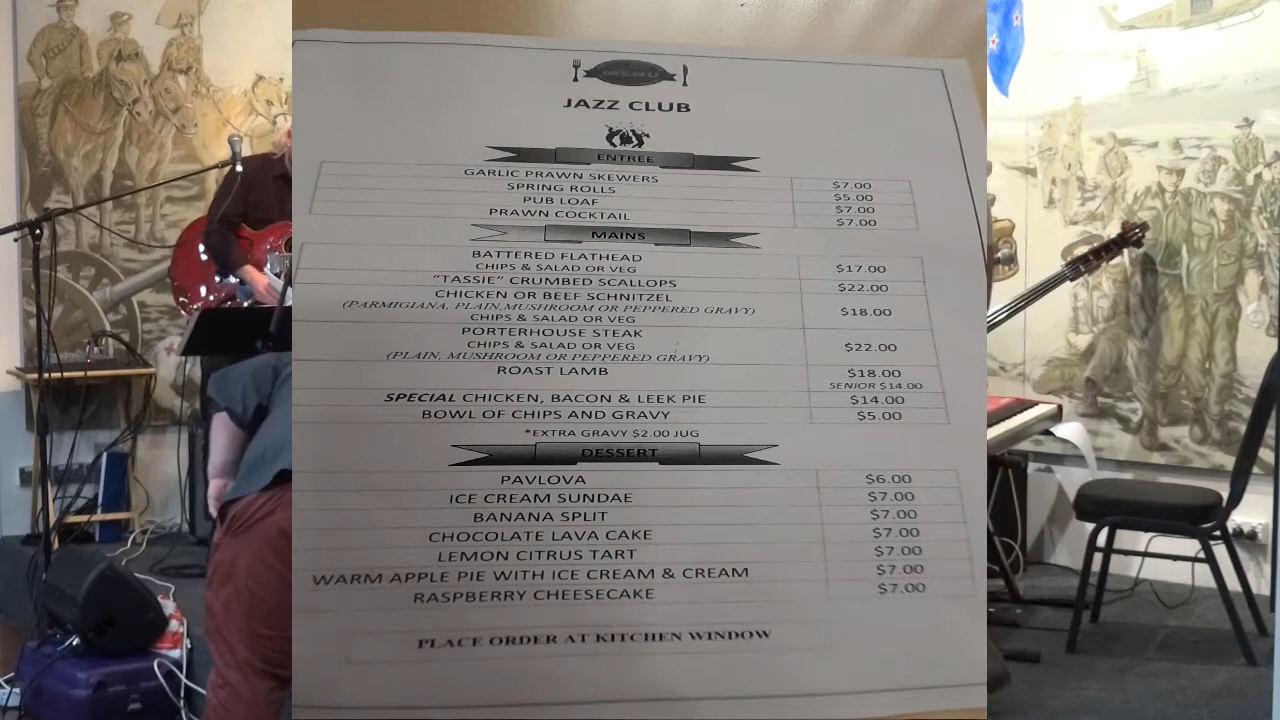 MENU
JAZZ CLUB
ENTREE
GARLIC PRAWN SKEWERS $7.00
SPRING ROLLS $5.00
PUB LOAF $7.00
PRAWN COCKTAIL $7.00
MAINS
BATTERED FLATHEAD
CHIPS & SALAD OR VEG $17.00
"TASSIE" CRUMBED SCALLOPS $22.00
CHICKEN OR BEEF SCHNITZEL
(PARMIGIANA, PLAIN,MUSHROOM OR PEPPERED GRAVY) $18.00
CHIPS & SALAD OR VEG
PORTERHOUSE STEAK
CHIPS & SALAD OR VEG $22.00
(PLAIN, MUSHROOM OR PEPPERED GRAVY)
ROAST LAMB $18.00
SENIOR $14.00
SPECIAL CHICKEN, BACON & LEEK PIE $14.00
BOWL OF CHIPS AND GRAVY $5.00
*EXTRA GRAVY $2.00 JUG
DESSERT
PAVLOVA $6.00
ICE CREAM SUNDAE $7.00
BANANA SPLIT $7.00
CHOCOLATE LAVA CAKE $7.00
LEMON CITRUS TART $7.00
WARM APPLE PIE WITH ICE CREAM & CREAM $7.00
RASPBERRY CHEESECAKE $7.00
PLACE ORDER AT KITCHEN WINDOW